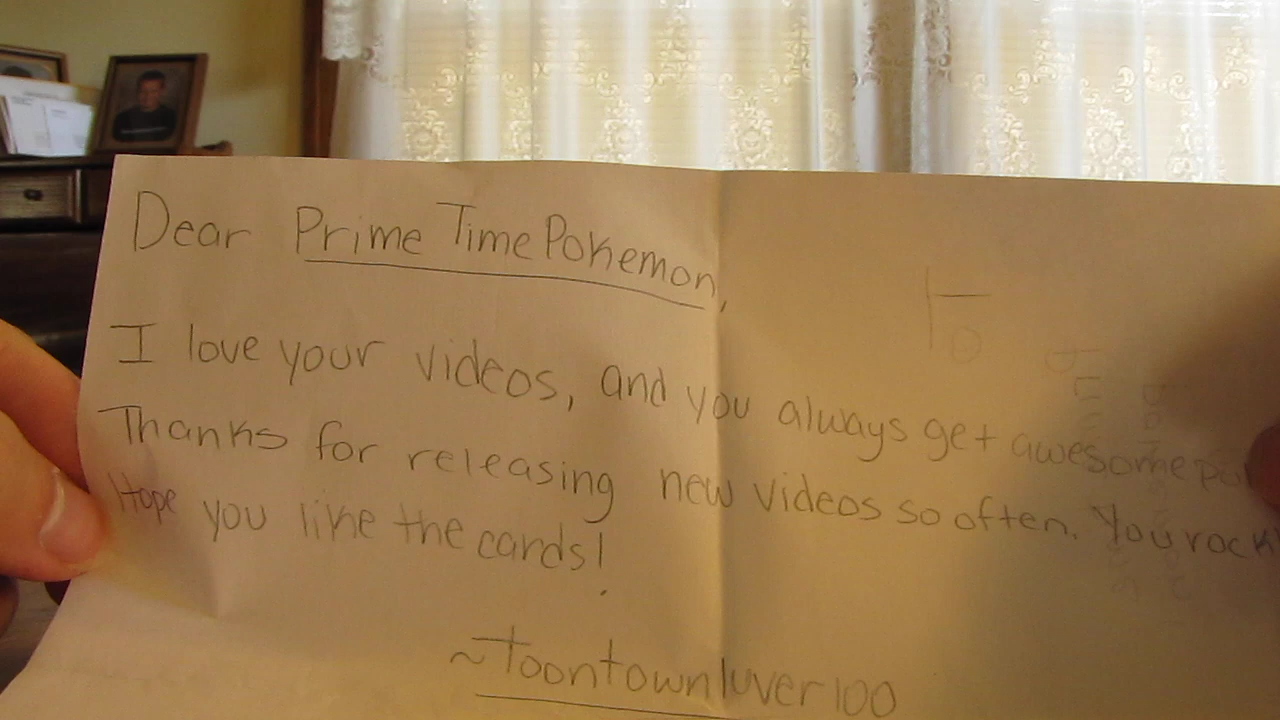 Dear Prime Time Pokemon,
I love your videos, and you always get awesome
Thanks for releasing new videos so often. You rock!
Hope you like the cards!
~Toontownluver100
To